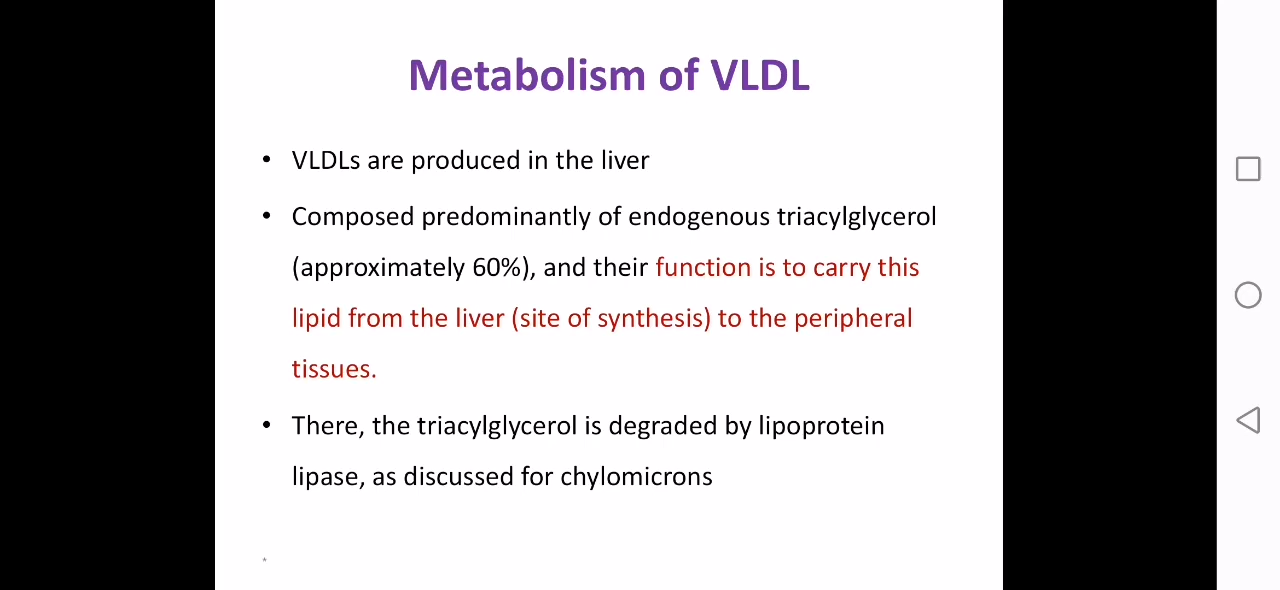 Metabolism of VLDL
• VLDLs are produced in the liver
• Composed predominantly of endogenous triacylglycerol
(approximately 60%), and their function is to carry this
lipid from the liver (site of synthesis) to the peripheral
tissues.
• There, the triacylglycerol is degraded by lipoprotein
lipase, as discussed for chylomicrons
*